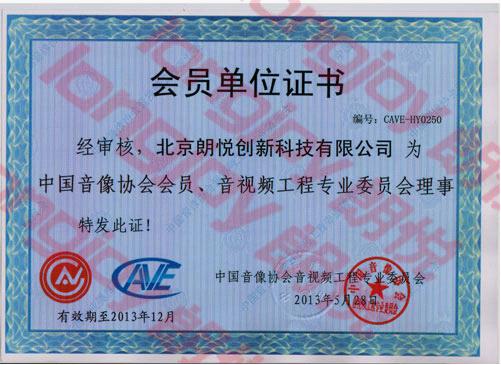 会员单位证书
编号：CAVE-HY0250
经审核，北京朗悦创新科技有限公司 为
中国音像协会会员、音视频工程专业委员会理事
特发此证！
CAVE
中国音像协会音视频工程专业委员会
2013年5月28日
有效期至2013年12月
longjoy